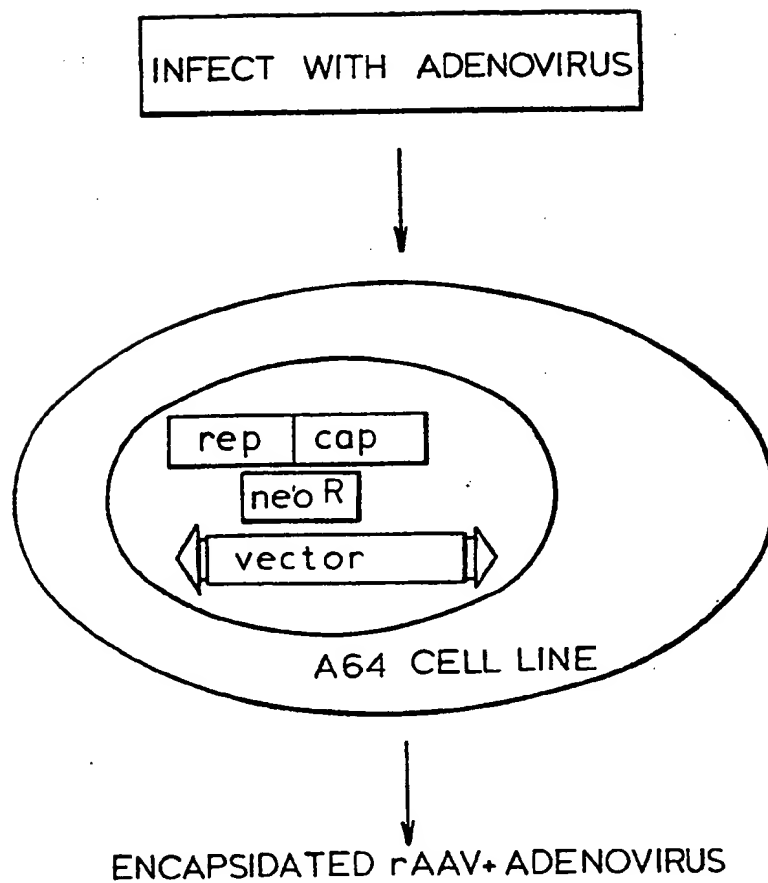 INFECT WITH ADENOVIRUS
rep cap
neo R
vector
A64 CELL LINE
ENCAPSIDATED rAAV+ ADENOVIRUS